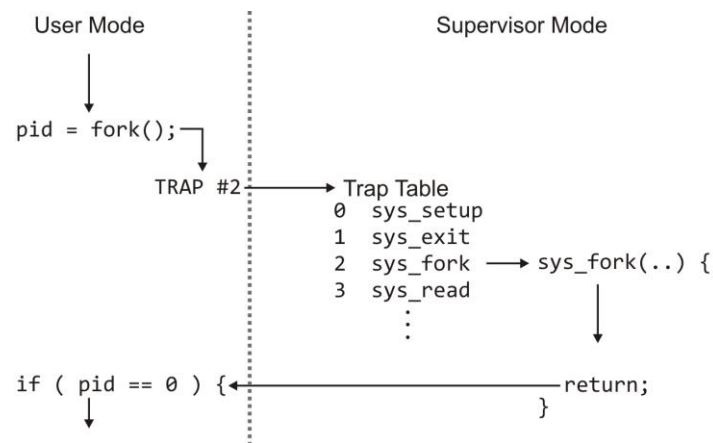 User Mode
Supervisor Mode
pid = fork();
TRAP #2
Trap Table
0 sys_setup
1 sys_exit
2 sys_fork
sys_fork(..) {
3 sys_read
if ( pid == 0 ) {
return;
}